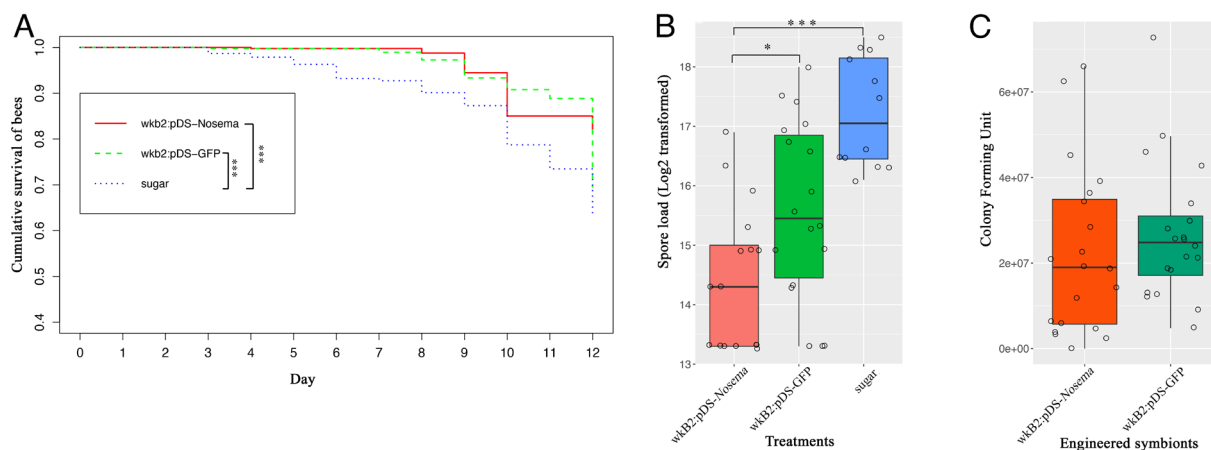 A
1.0
0.9
0.8
0.7
0.6
0.5
0.4
Cumulative survival of bees
wkb2:pDS-Nosema
wkb2:pDS-GFP
sugar
***
***
0 1 2 3 4 5 6 7 8 9 10 11 12
Day
B
***
*
18
17
16
15
14
13
Spore load (Log2 transformed)
wkB2:pDS-Nosema
wkB2:pDS-GFP
sugar
Treatments
C
6e+07
4e+07
2e+07
0e+00
Colony Forming Unit
wkB2:pDS-Nosema
wkB2:pDS-GFP
Engineered symbionts